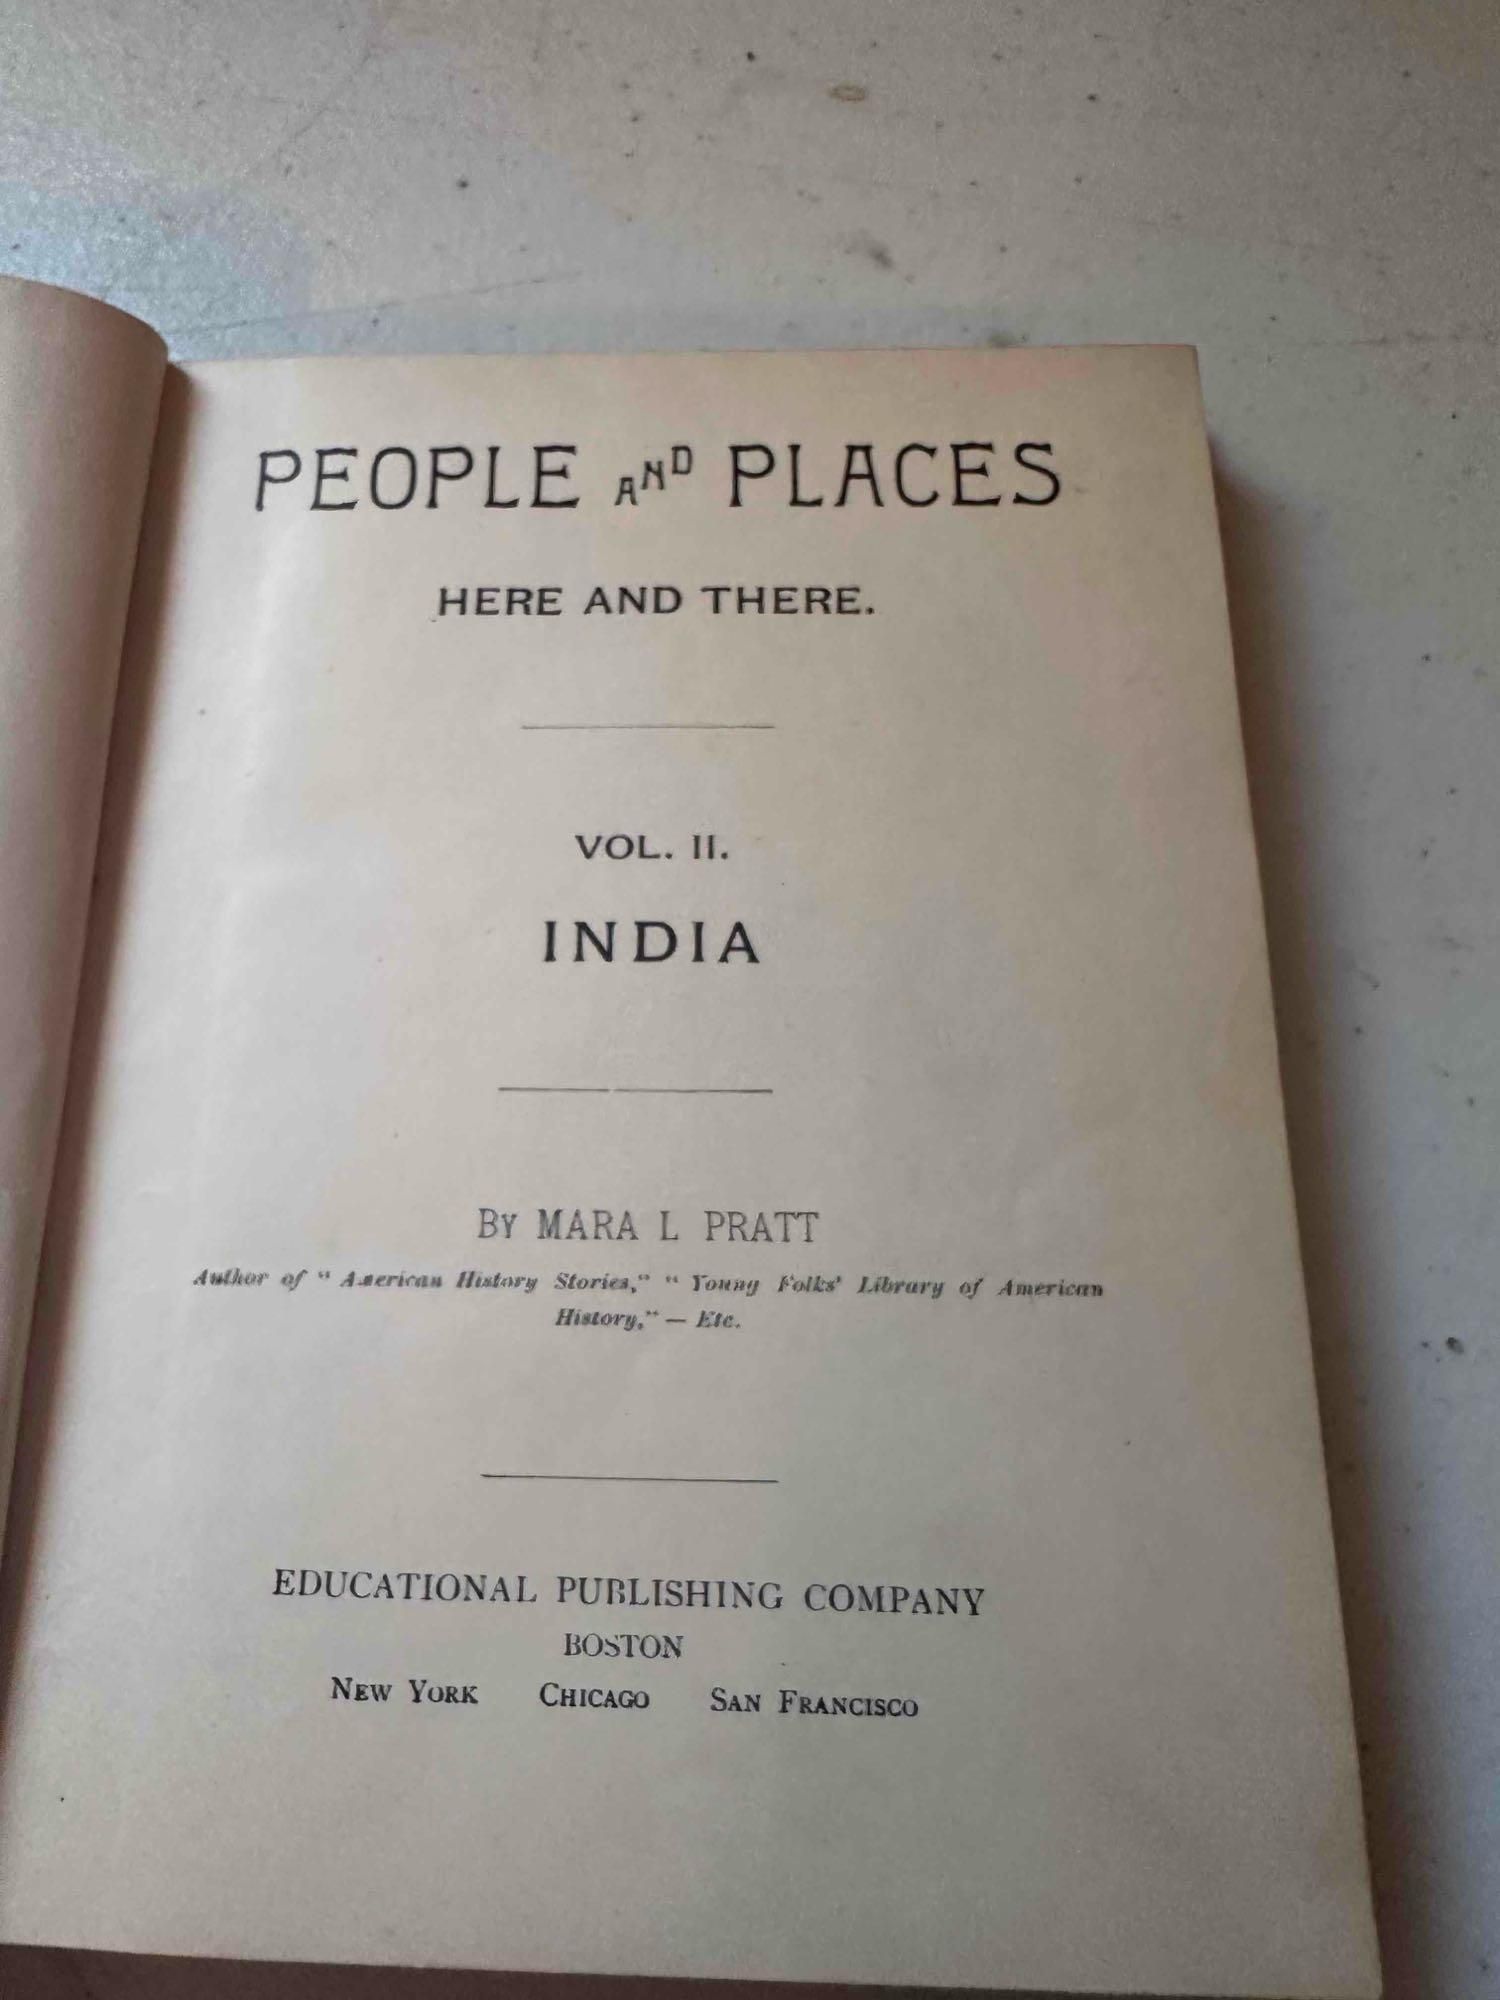 PEOPLE AND PLACES
HERE AND THERE.
VOL. II.
INDIA
BY MARA L PRATT
Author of "American History Stories," "Young Folks' Library of American
History,"— Etc.
EDUCATIONAL PUBLISHING COMPANY
BOSTON
NEW YORK CHICAGO SAN FRANCISCO